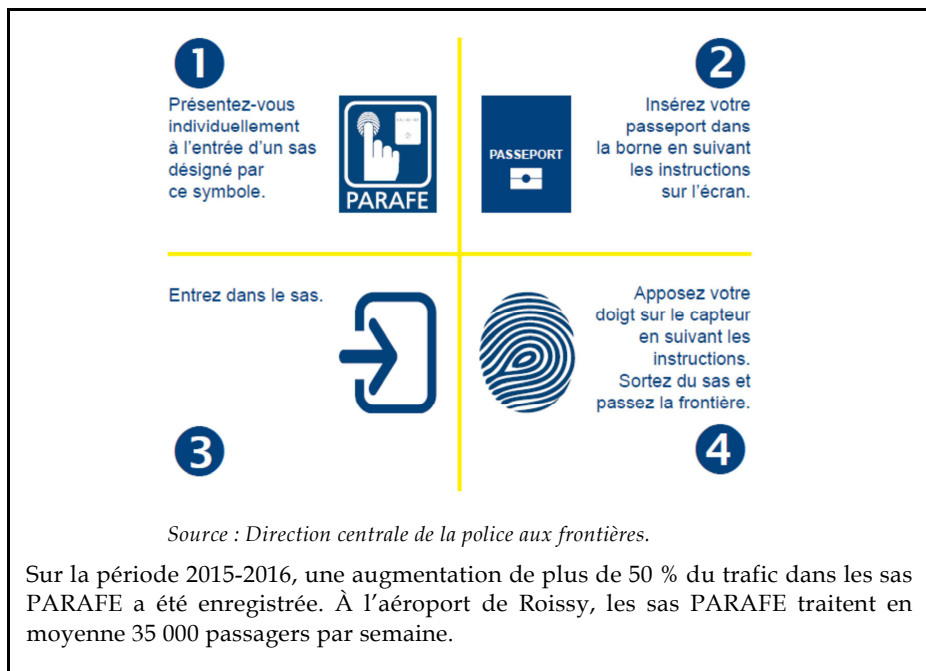 1
Présentez-vous
individuellement
à l'entrée d'un sas
désigné par
ce symbole.
PARAFE
2
Insérez votre
passeport dans
la borne en suivant
les instructions
sur l'écran.
PASSEPORT
Entrez dans le sas.
3
Apposez votre
doigt sur le capteur
en suivant les
instructions.
Sortez du sas et
passez la frontière.
4
Source : Direction centrale de la police aux frontières.
Sur la période 2015-2016, une augmentation de plus de 50 % du trafic dans les sas
PARAFE a été enregistrée. À l'aéroport de Roissy, les sas PARAFE traitent en
moyenne 35 000 passagers par semaine.